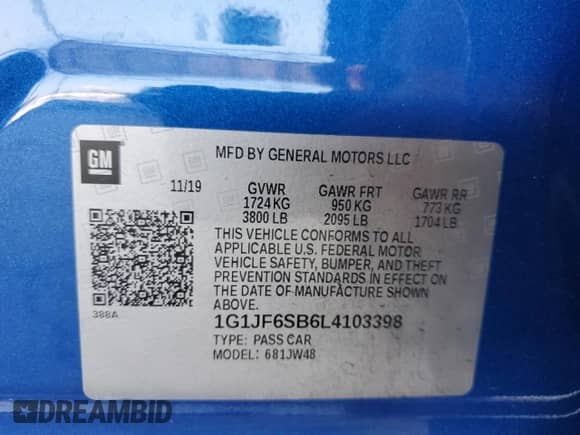 GM
MFD BY GENERAL MOTORS LLC
11/19 GVWR GAWR FRT GAWR RR
1724 KG 950 KG 773 KG
3800 LB 2095 LB 1704 LB
THIS VEHICLE CONFORMS TO ALL
APPLICABLE U.S. FEDERAL MOTOR
VEHICLE SAFETY, BUMPER, AND THEFT
PREVENTION STANDARDS IN EFFECT ON
THE DATE OF MANUFACTURE SHOWN
ABOVE.
388A
1G1JF6SB6L4103398
TYPE: PASS CAR
MODEL: 681JW48
DREAMBID